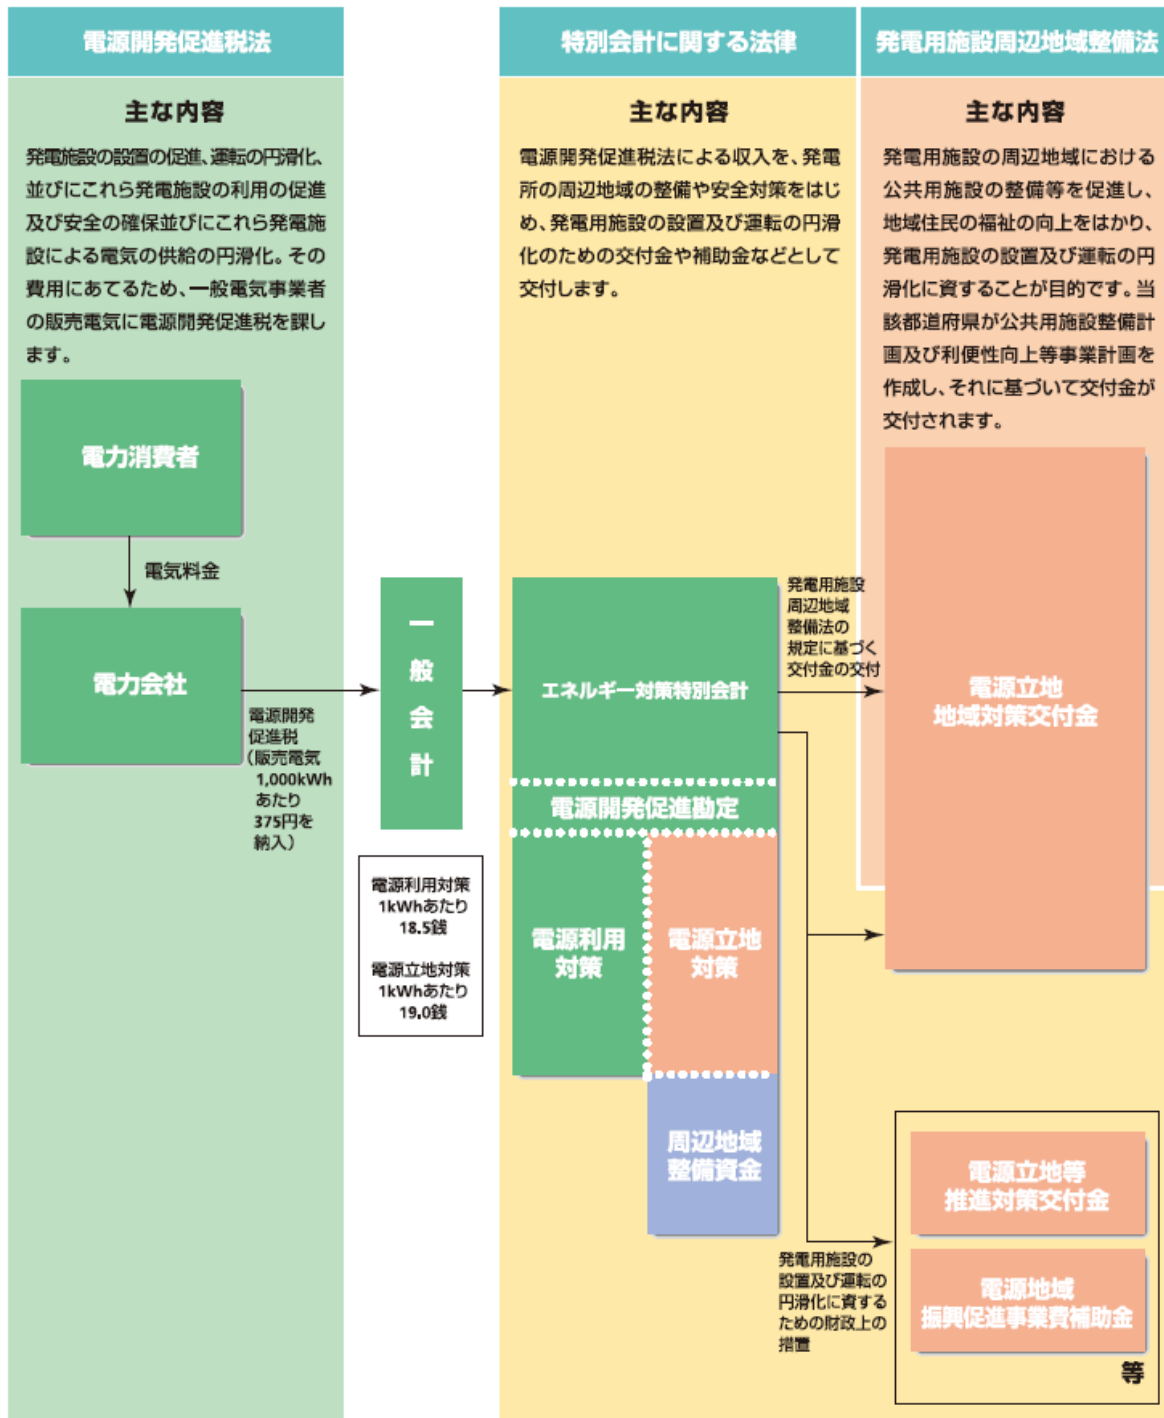 電源開発促進税法
主な内容
発電施設の設置の促進、運転の円滑化、
並びにこれら発電施設の利用の促進
及び安全の確保並びにこれら発電施
設による電気の供給の円滑化。その
費用にあてるため、一般電気事業者
の販売電気に電源開発促進税を課し
ます。
電力消費者
電気料金
電力会社
電源開発
促進税
（販売電気
1,000kWh
あたり
375円を
納入）
一
般
会
計
電源利用対策
1kWhあたり
18.5銭
電源立地対策
1kWhあたり
19.0銭
特別会計に関する法律
主な内容
電源開発促進税法による収入を、発電
所の周辺地域の整備や安全対策をはじ
め、発電用施設の設置及び運転の円滑
化のための交付金や補助金などとして
交付します。
エネルギー対策特別会計
電源開発促進勘定
電源利用
対策
電源立地
対策
周辺地域
整備資金
発電用施設
周辺地域
整備法の
規定に基づく
交付金の交付
発電用施設の
設置及び運転の
円滑化に資する
ための財政上の
措置
発電用施設周辺地域整備法
主な内容
発電用施設の周辺地域における
公共用施設の整備等を促進し、
地域住民の福祉の向上をはかり、
発電用施設の設置及び運転の円
滑化に資することが目的です。当
該都道府県が公共用施設整備計
画及び利便性向上等事業計画を
作成し、それに基づいて交付金が
交付されます。
電源立地
地域対策交付金
電源立地等
推進対策交付金
電源地域
振興促進事業費補助金
等